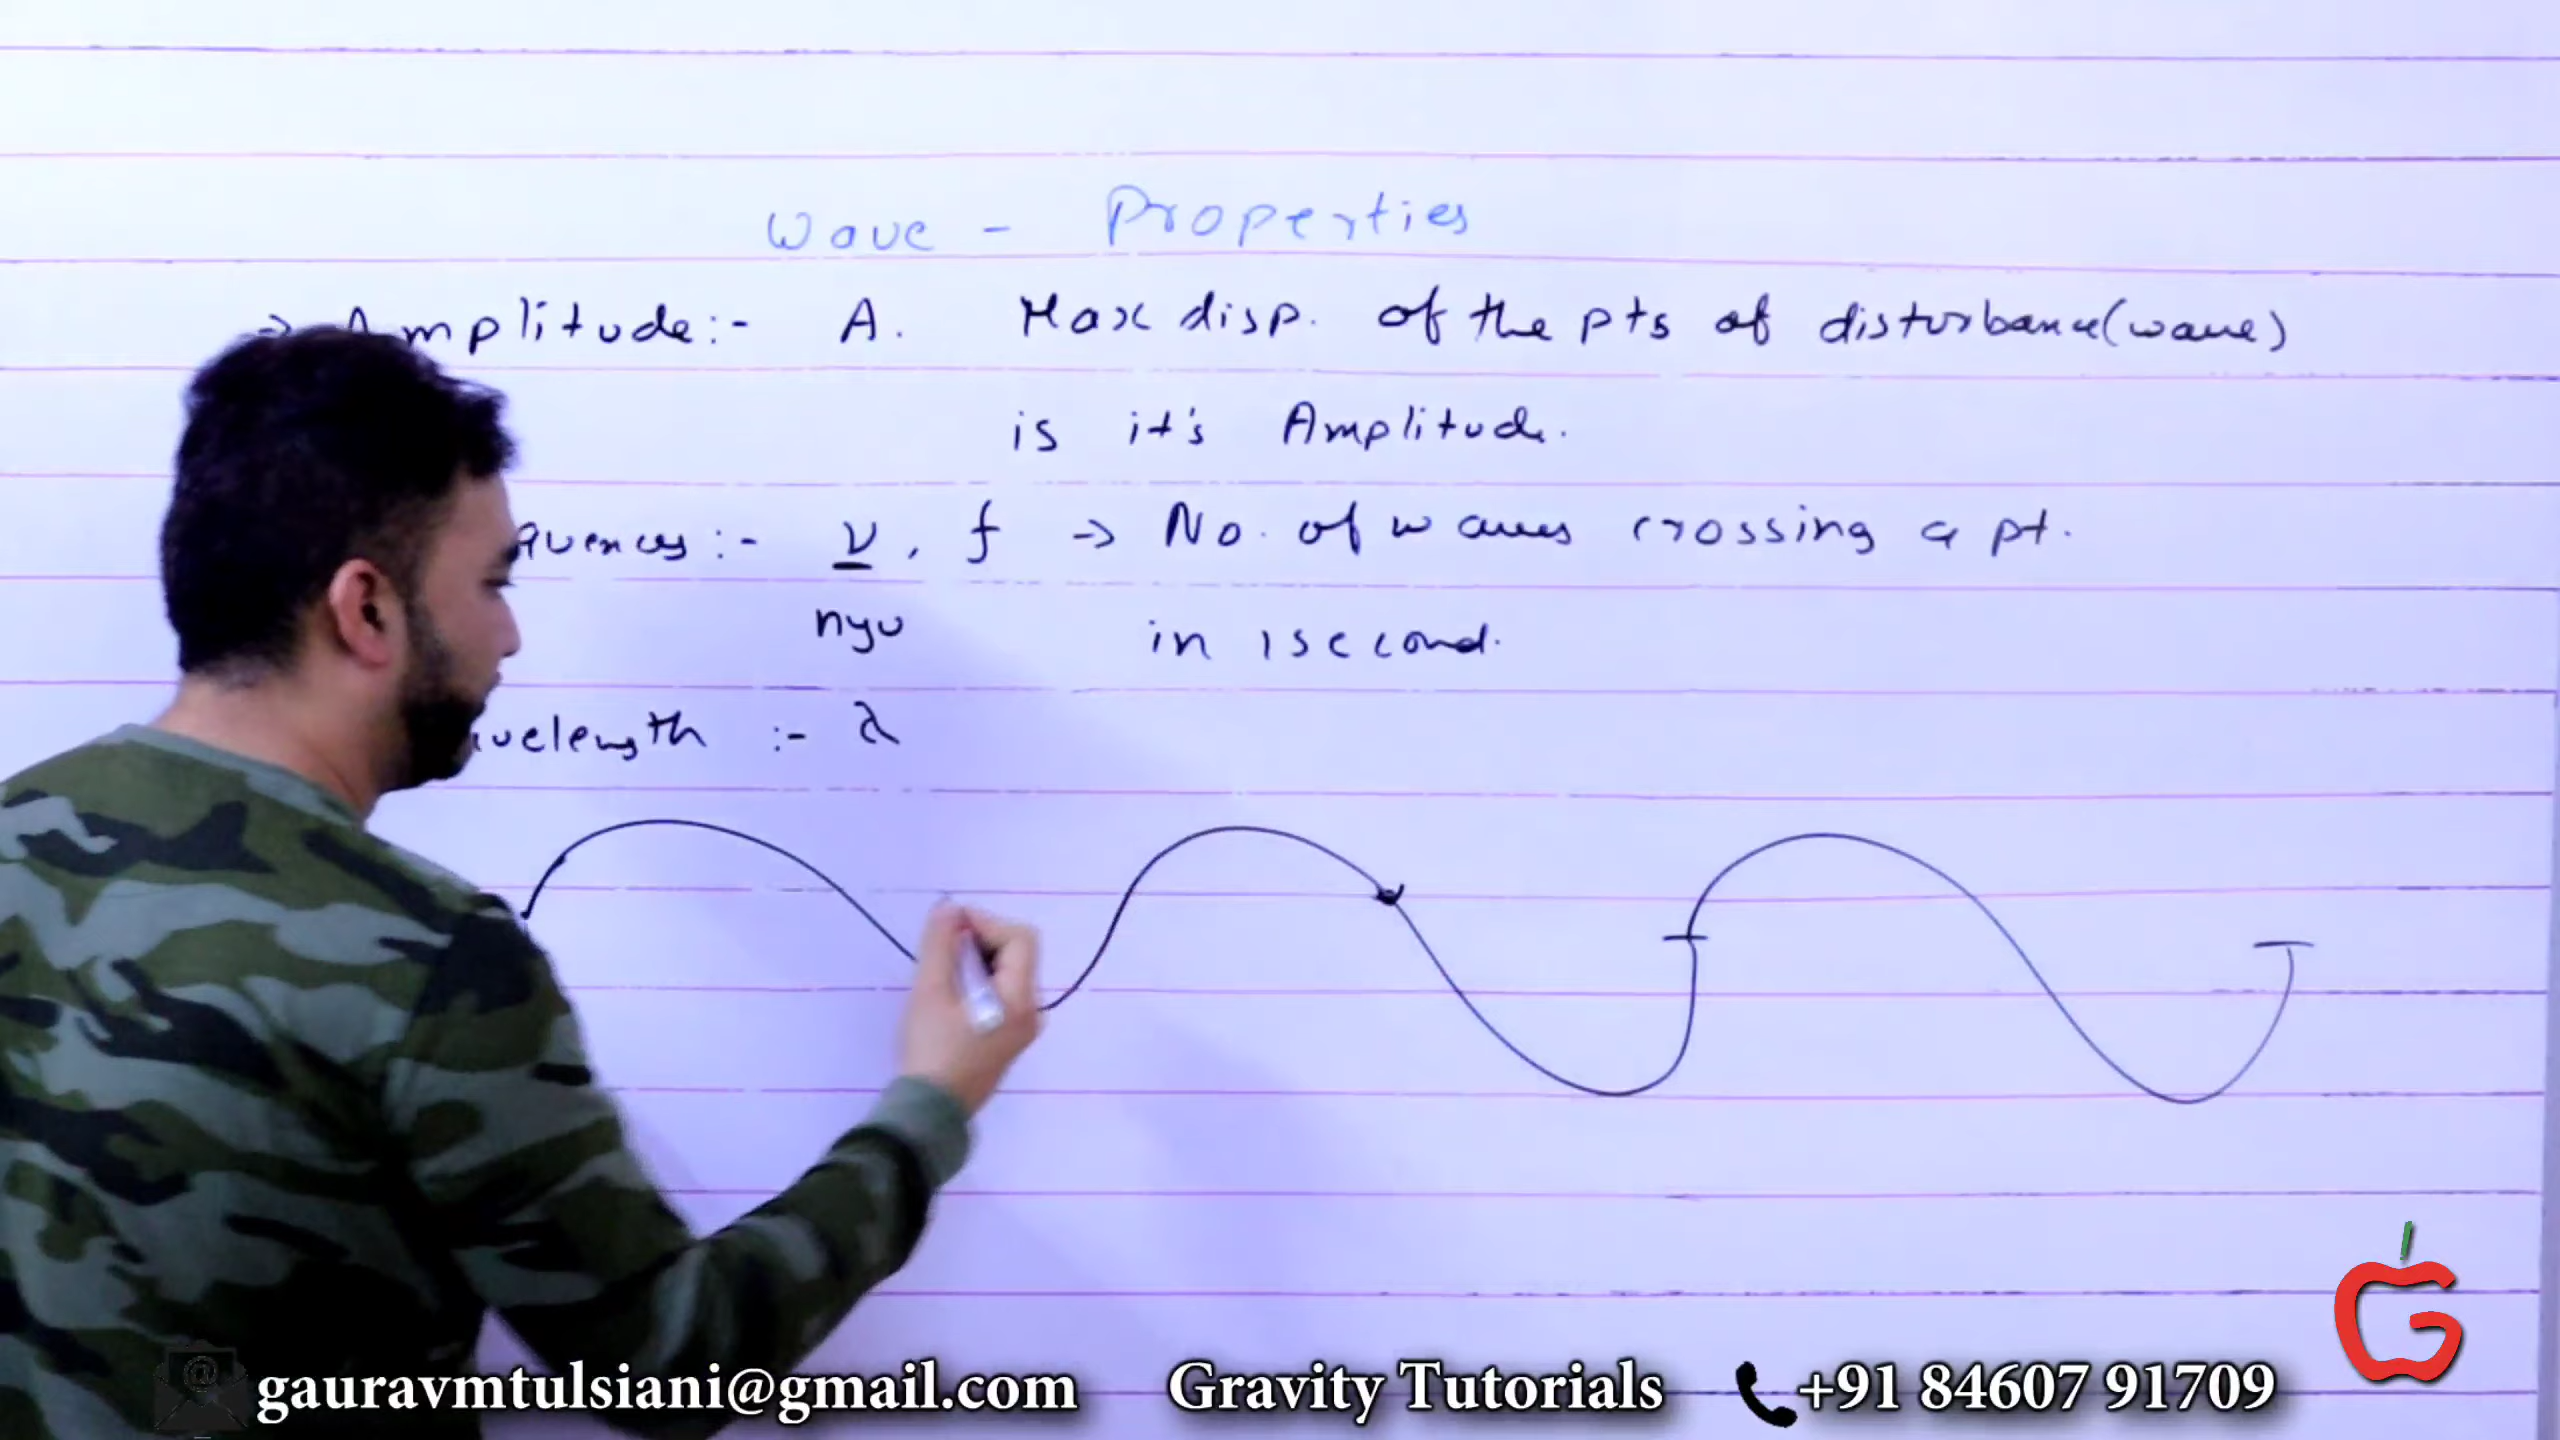 Wave - Properties
→ Amplitude:- A. Max disp. of the pts of disturbance(wave)
is it's Amplitude.
quency :- ν, f → No. of waves crossing a pt.
nyu in 1 second.
velength :- λ
gauravmtulsiani@gmail.com Gravity Tutorials +91 84607 91709